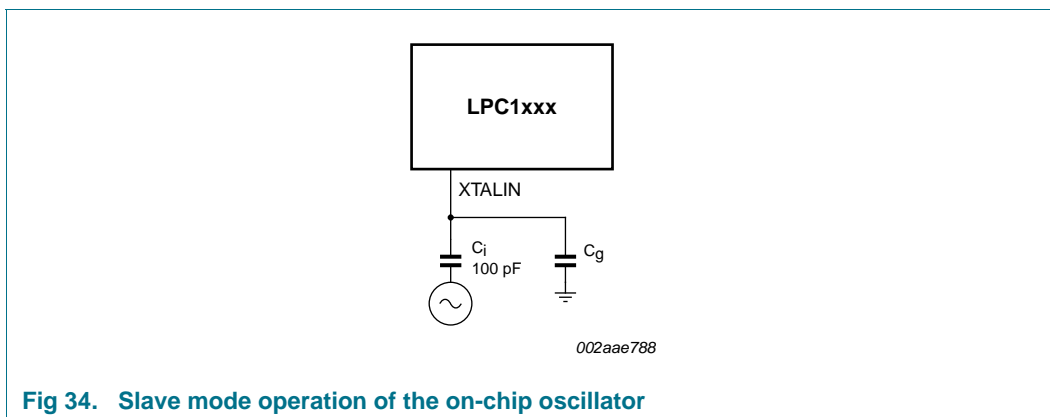 LPC1xxx
XTALIN
Ci
100 pF
Cg
002aae788
Fig 34. Slave mode operation of the on-chip oscillator